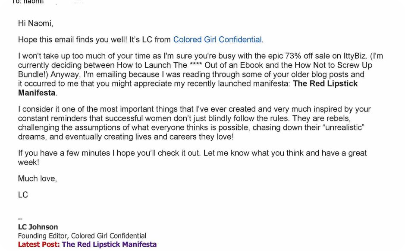 To: naomi
Hi Naomi,
Hope this email finds you well! It's LC from Colored Girl Confidential.
I won't take up too much of your time as I'm sure you're busy with the epic 73% off sale on IttyBiz, (I'm
currently deciding between How to Launch The **** Out of an Ebook and the How Not to Screw Up
Bundle!) Anyway, I'm emailing because I was reading through some of your older blog posts and
it occurred to me that you might appreciate my recently launched manifesta: The Red Lipstick
Manifesta.
I consider it one of the most important things that I've ever created and very much inspired by your
constant reminders that successful women don't just blindly follow the rules. They are rebels,
challenging the assumptions of what everyone thinks is possible, chasing down their "unrealistic"
dreams, and eventually creating lives and careers they love!
If you have a few minutes I hope you'll check it out. Let me know what you think and have a great
week!
Much love,
LC
--
LC Johnson
Founding Editor, Colored Girl Confidential
Latest Post: The Red Lipstick Manifesta